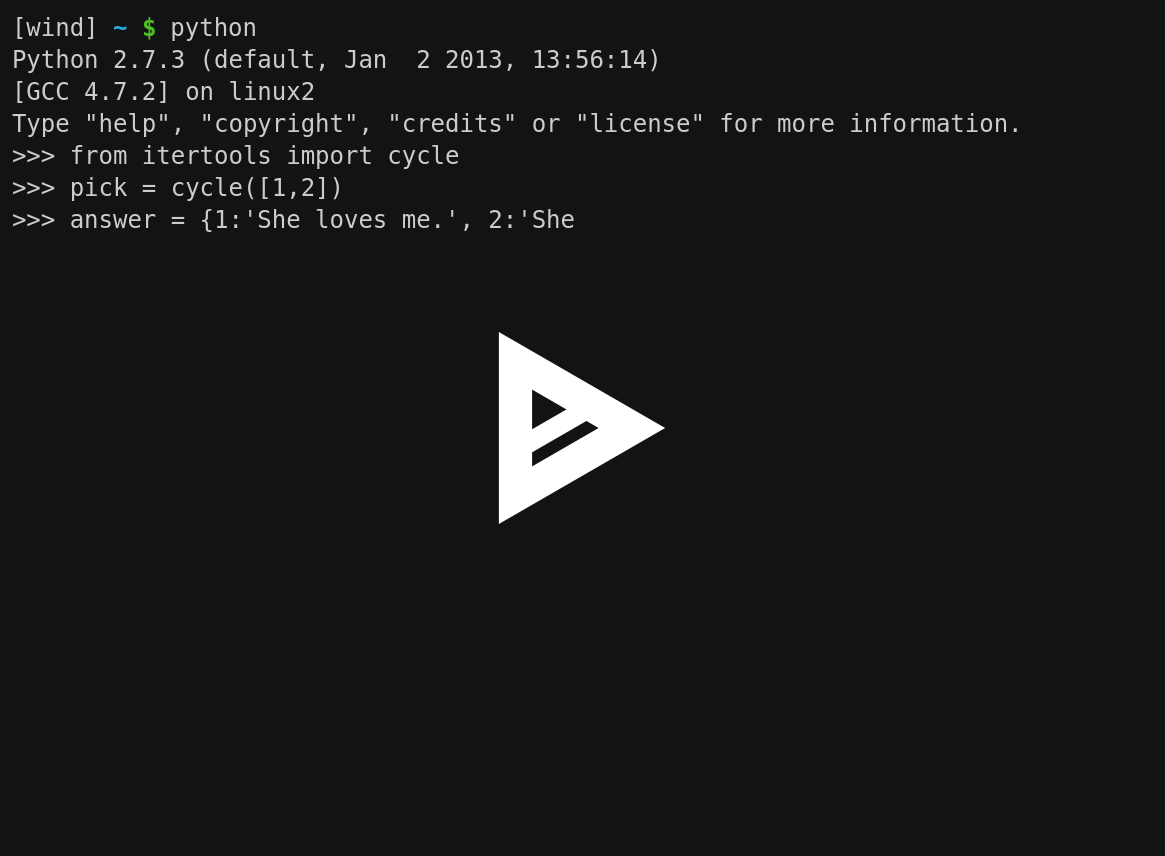 [wind] ~ $ python
Python 2.7.3 (default, Jan  2 2013, 13:56:14)
[GCC 4.7.2] on linux2
Type "help", "copyright", "credits" or "license" for more information.
>>> from itertools import cycle
>>> pick = cycle([1,2])
>>> answer = {1:'She loves me.', 2:'She